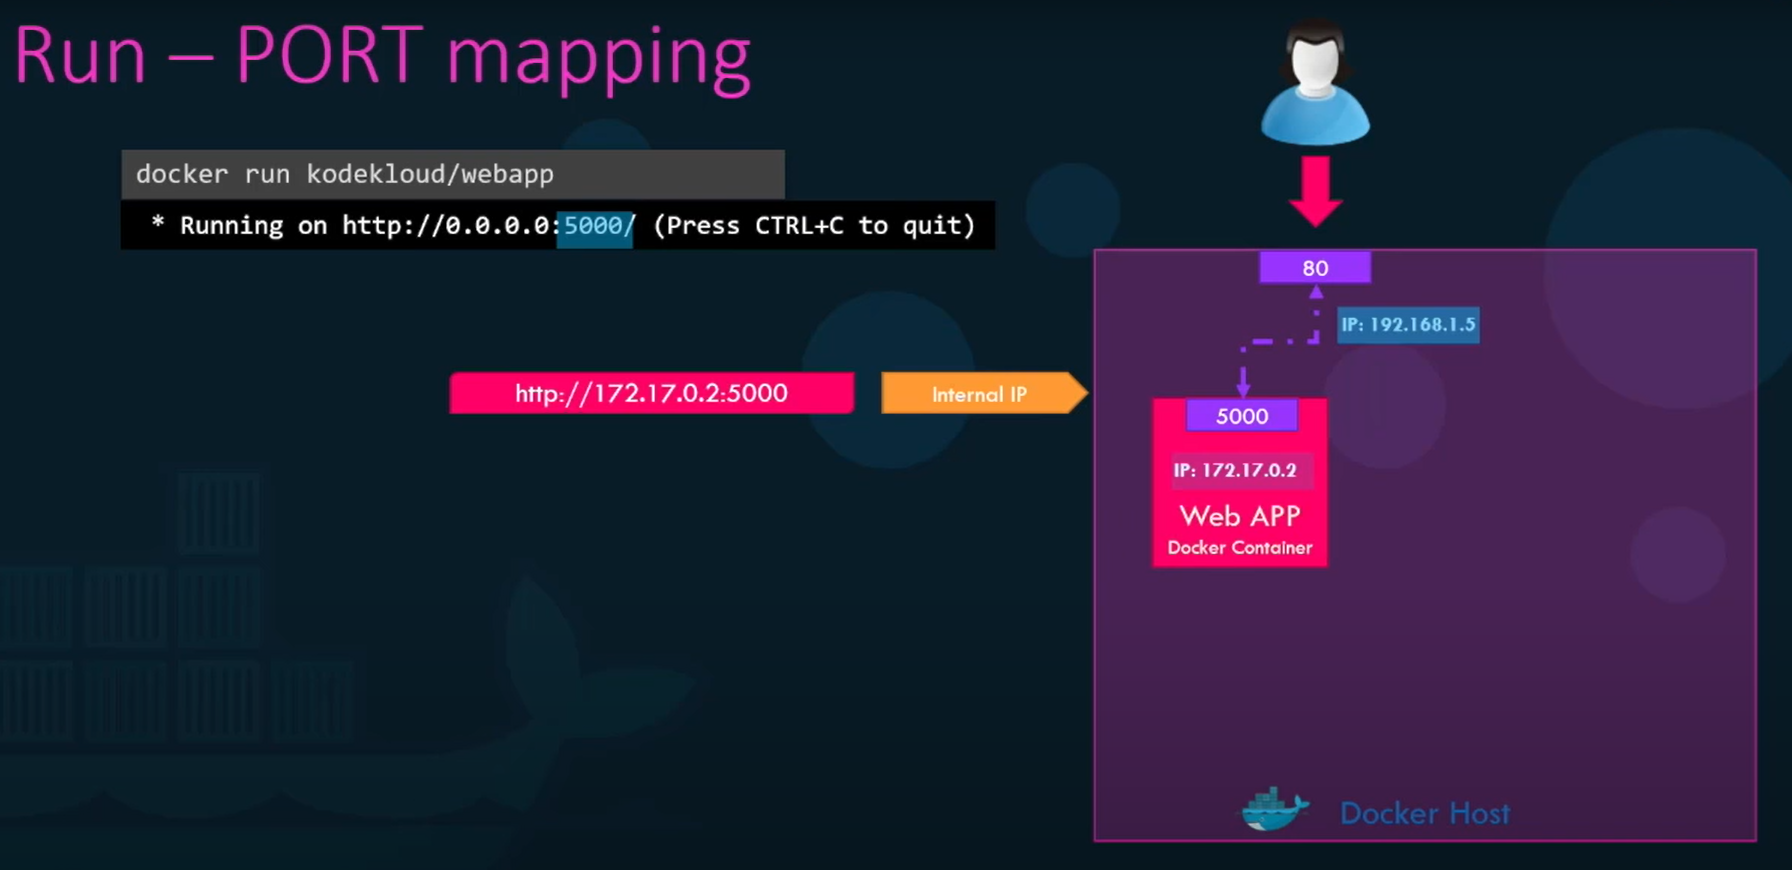 Run – PORT mapping
docker run kodekloud/webapp
* Running on http://0.0.0.0:5000/ (Press CTRL+C to quit)
80
IP: 192.168.1.5
http://172.17.0.2:5000
Internal IP
5000
IP: 172.17.0.2
Web APP
Docker Container
Docker Host